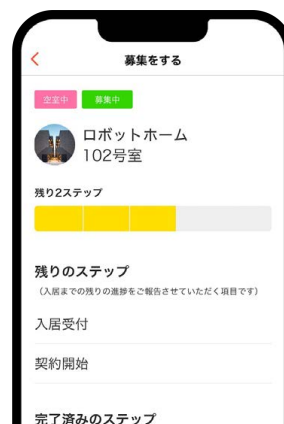 募集をする
空室中 募集中
ロボットホーム
102号室
残り2ステップ
残りのステップ
（入居までの残りの進捗をご報告させていただく項目です）
入居受付
契約開始
完了済みのステップ